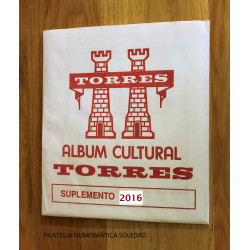 TORRES
ALBUM CULTURAL
TORRES
SUPLEMENTO 2016
FILATELIA NUMISMÁTICA SOLEDAD.